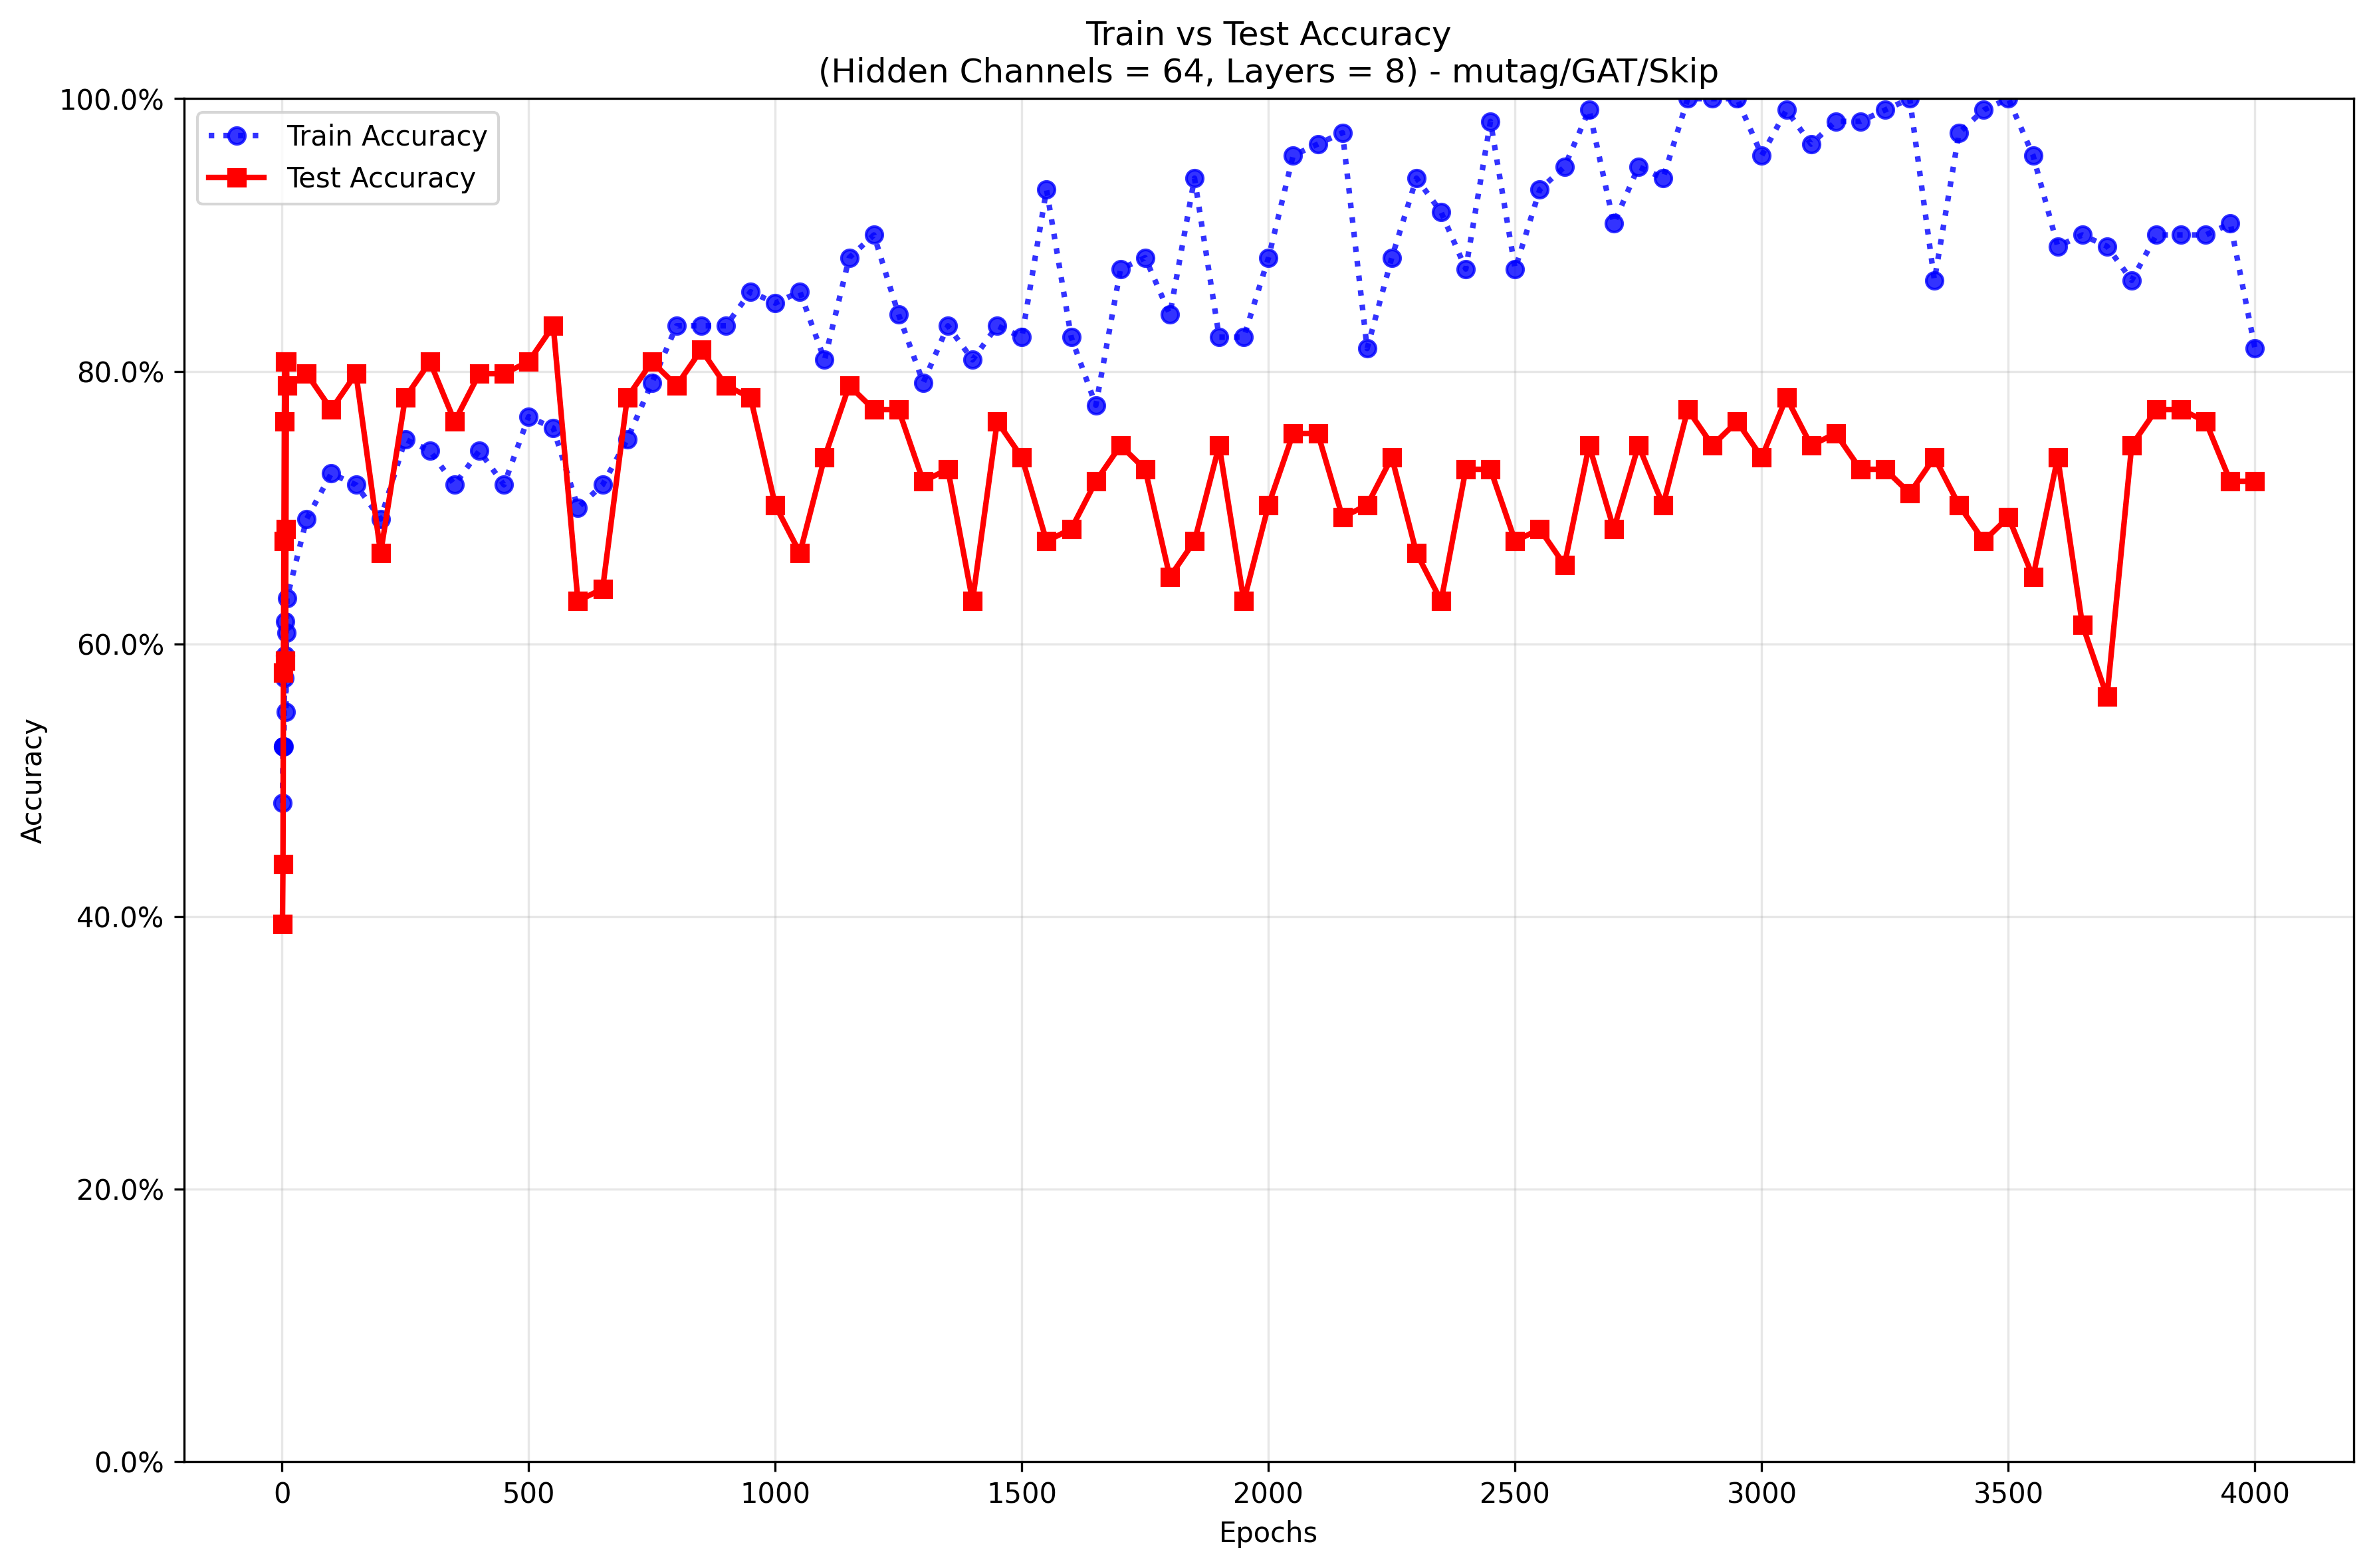 Train vs Test Accuracy
(Hidden Channels = 64, Layers = 8) - mutag/GAT/Skip
Train Accuracy
Test Accuracy
100.0%
80.0%
60.0%
40.0%
20.0%
0.0%
Accuracy
0 500 1000 1500 2000 2500 3000 3500 4000
Epochs